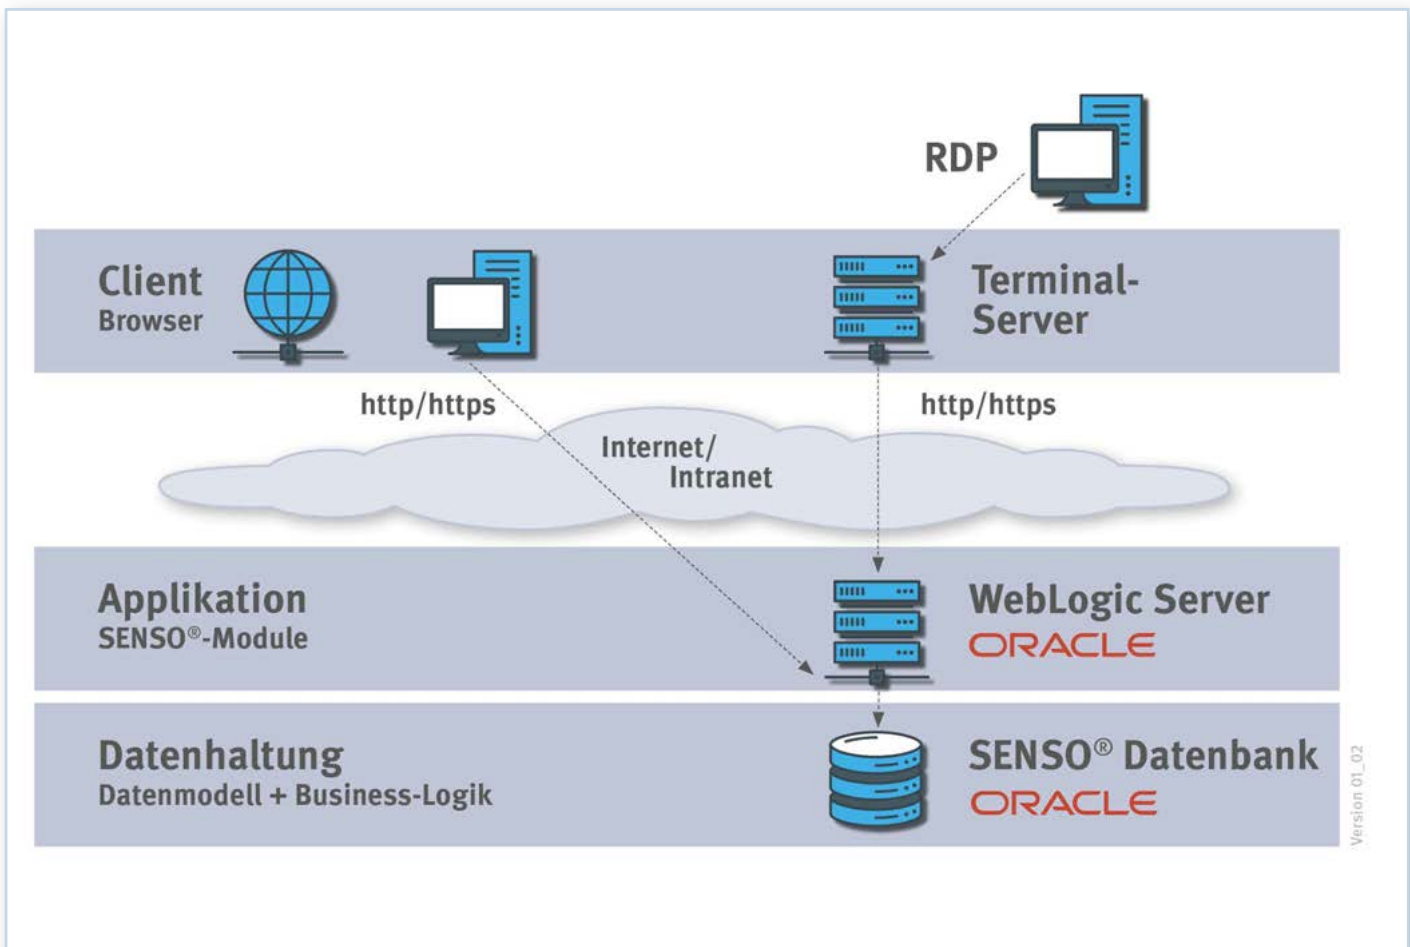 RDP
Client
Browser
Terminal-
Server
http/https
http/https
Internet/
Intranet
Applikation
SENSO®-Module
WebLogic Server
ORACLE
Datenhaltung
Datenmodell + Business-Logik
SENSO® Datenbank
ORACLE
Version 01_02